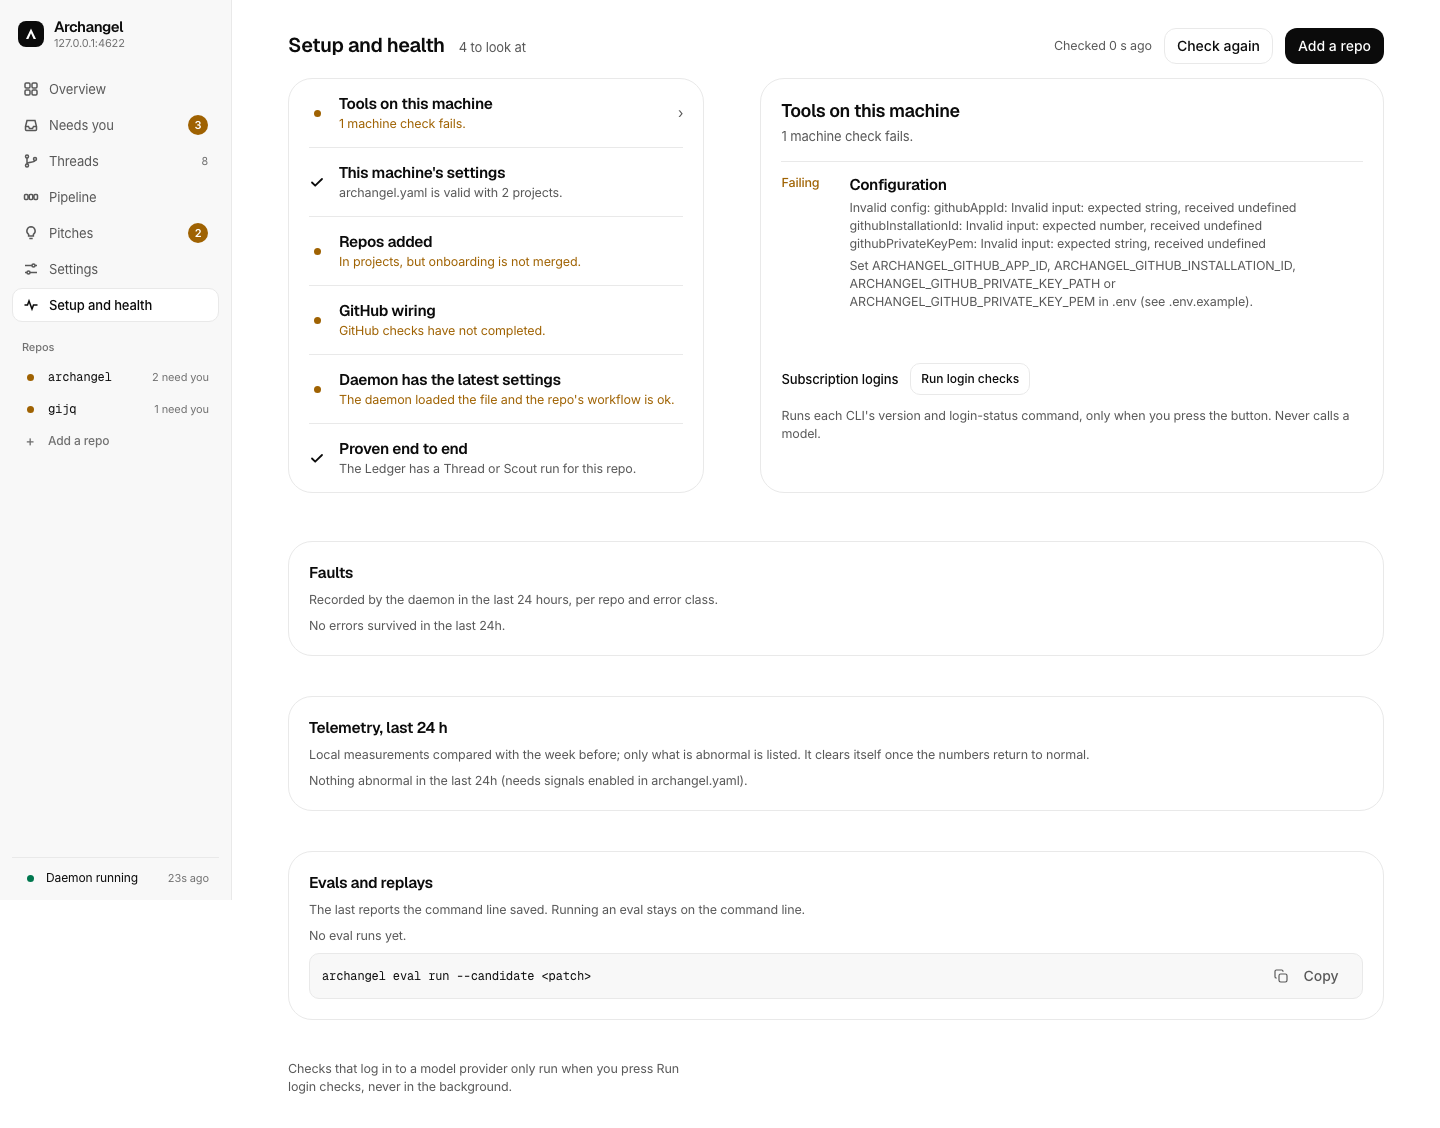 Archangel
127.0.0.1:4622
Overview
Needs you 3
Threads 8
Pipeline
Pitches 2
Settings
Setup and health
Repos
archangel 2 need you
gijq 1 need you
+ Add a repo
Daemon running 23s ago
Setup and health 4 to look at
Checked 0 s ago Check again Add a repo
Tools on this machine
1 machine check fails.
This machine's settings
archangel.yaml is valid with 2 projects.
Repos added
In projects, but onboarding is not merged.
GitHub wiring
GitHub checks have not completed.
Daemon has the latest settings
The daemon loaded the file and the repo's workflow is ok.
Proven end to end
The Ledger has a Thread or Scout run for this repo.
Tools on this machine
1 machine check fails.
Failing Configuration
Invalid config: githubAppId: Invalid input: expected string, received undefined
githubInstallationId: Invalid input: expected number, received undefined
githubPrivateKeyPem: Invalid input: expected string, received undefined
Set ARCHANGEL_GITHUB_APP_ID, ARCHANGEL_GITHUB_INSTALLATION_ID,
ARCHANGEL_GITHUB_PRIVATE_KEY_PATH or
ARCHANGEL_GITHUB_PRIVATE_KEY_PEM in .env (see .env.example).
Subscription logins Run login checks
Runs each CLI's version and login-status command, only when you press the button. Never calls a
model.
Faults
Recorded by the daemon in the last 24 hours, per repo and error class.
No errors survived in the last 24h.
Telemetry, last 24 h
Local measurements compared with the week before; only what is abnormal is listed. It clears itself once the numbers return to normal.
Nothing abnormal in the last 24h (needs signals enabled in archangel.yaml).
Evals and replays
The last reports the command line saved. Running an eval stays on the command line.
No eval runs yet.
archangel eval run --candidate <patch> Copy
Checks that log in to a model provider only run when you press Run
login checks, never in the background.